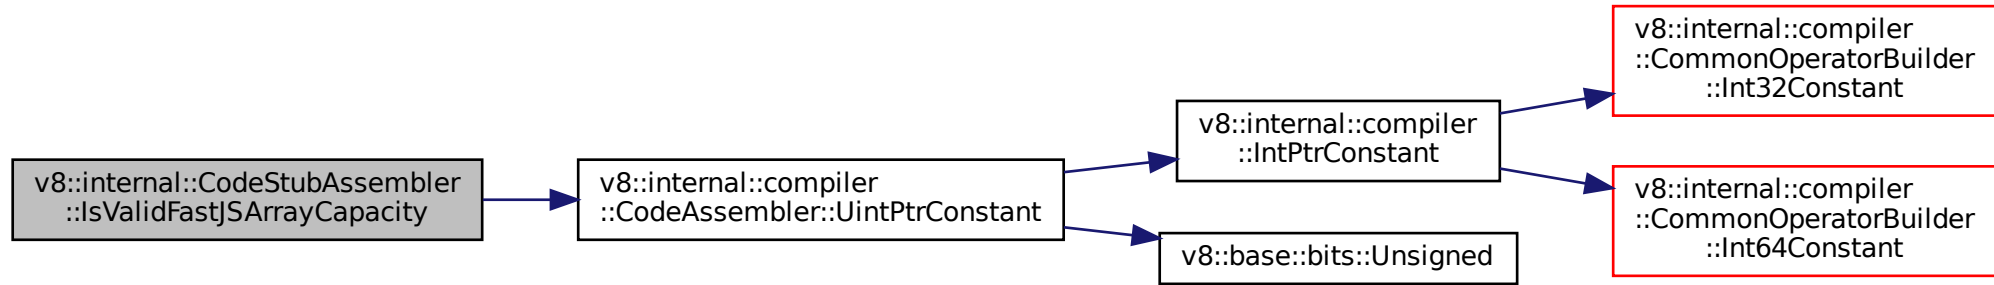 v8::internal::CodeStubAssembler
::IsValidFastJSArrayCapacity
v8::internal::compiler
::CodeAssembler::UintPtrConstant
v8::internal::compiler
::IntPtrConstant
v8::base::bits::Unsigned
v8::internal::compiler
::CommonOperatorBuilder
::Int32Constant
v8::internal::compiler
::CommonOperatorBuilder
::Int64Constant